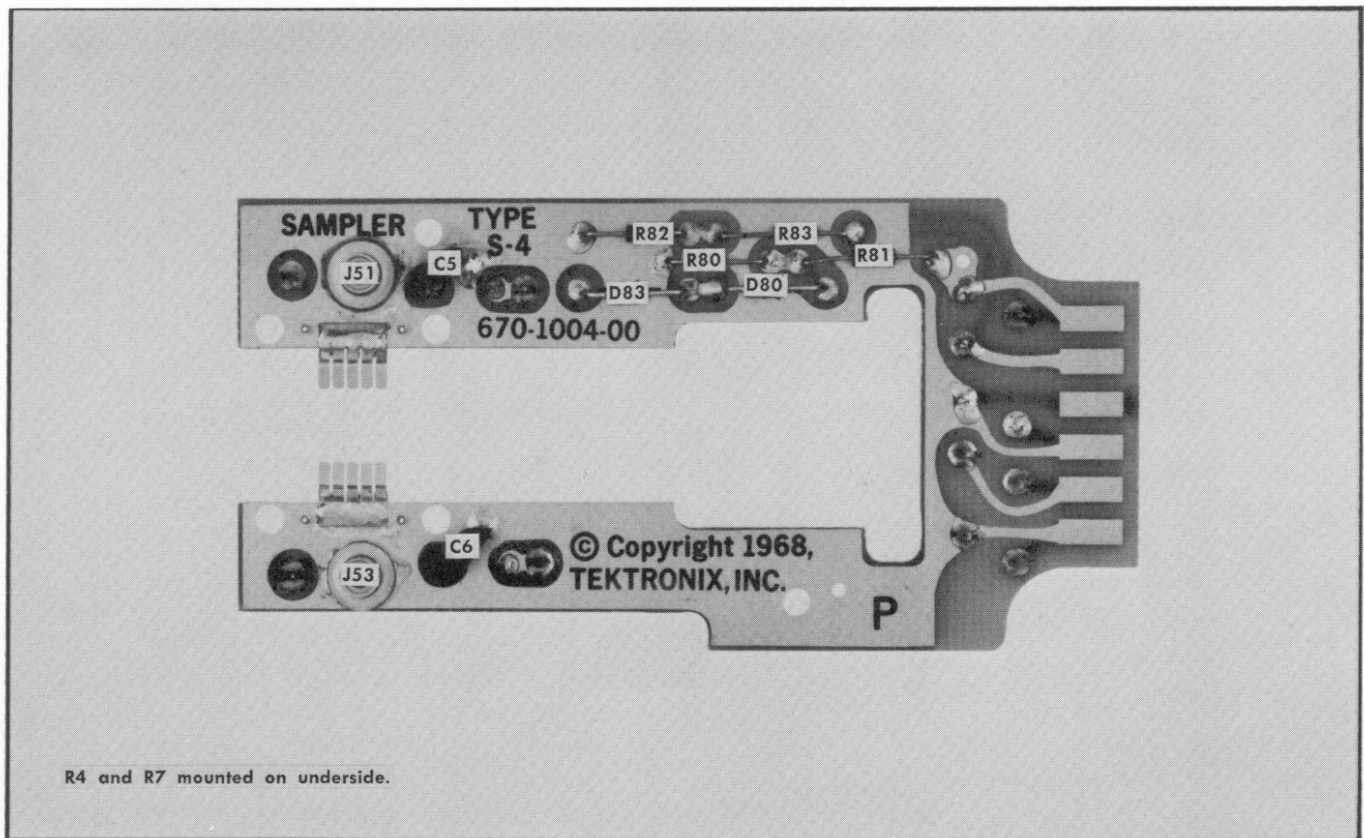 SAMPLER
TYPE
S-4
R82
R83
J51
C5
R80
R81
D83
D80
670-1004-00
C6
J53
© Copyright 1968,
TEKTRONIX, INC.
P
R4 and R7 mounted on underside.